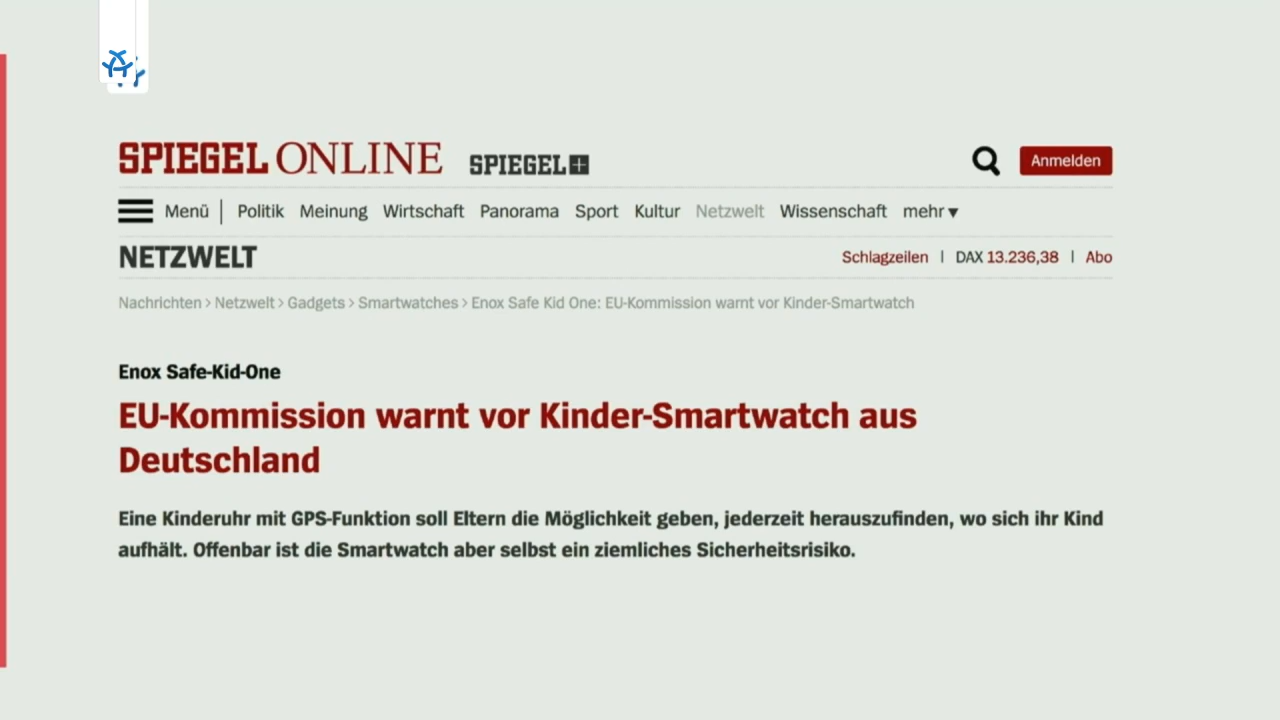 SPIEGEL ONLINE SPIEGEL+ Anmelden
Menü | Politik Meinung Wirtschaft Panorama Sport Kultur Netzwelt Wissenschaft mehr ▾
NETZWELT Schlagzeilen | DAX 13.236,38 | Abo
Nachrichten > Netzwelt > Gadgets > Smartwatches > Enox Safe Kid One: EU-Kommission warnt vor Kinder-Smartwatch
Enox Safe-Kid-One
EU-Kommission warnt vor Kinder-Smartwatch aus
Deutschland
Eine Kinderuhr mit GPS-Funktion soll Eltern die Möglichkeit geben, jederzeit herauszufinden, wo sich ihr Kind
aufhält. Offenbar ist die Smartwatch aber selbst ein ziemliches Sicherheitsrisiko.